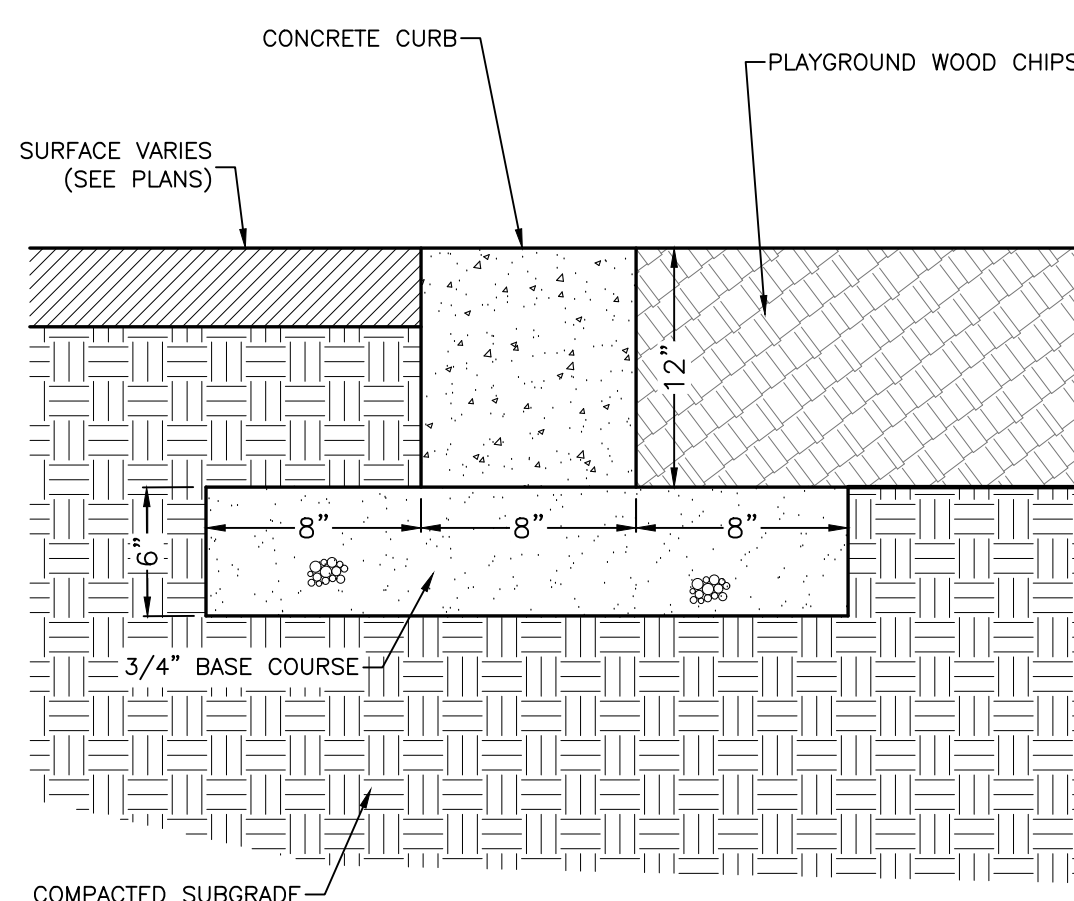 CONCRETE CURB
PLAYGROUND WOOD CHIPS
SURFACE VARIES
(SEE PLANS)
12”
8”
8”
8”
6”
3/4” BASE COURSE
COMPACTED SUBGRADE